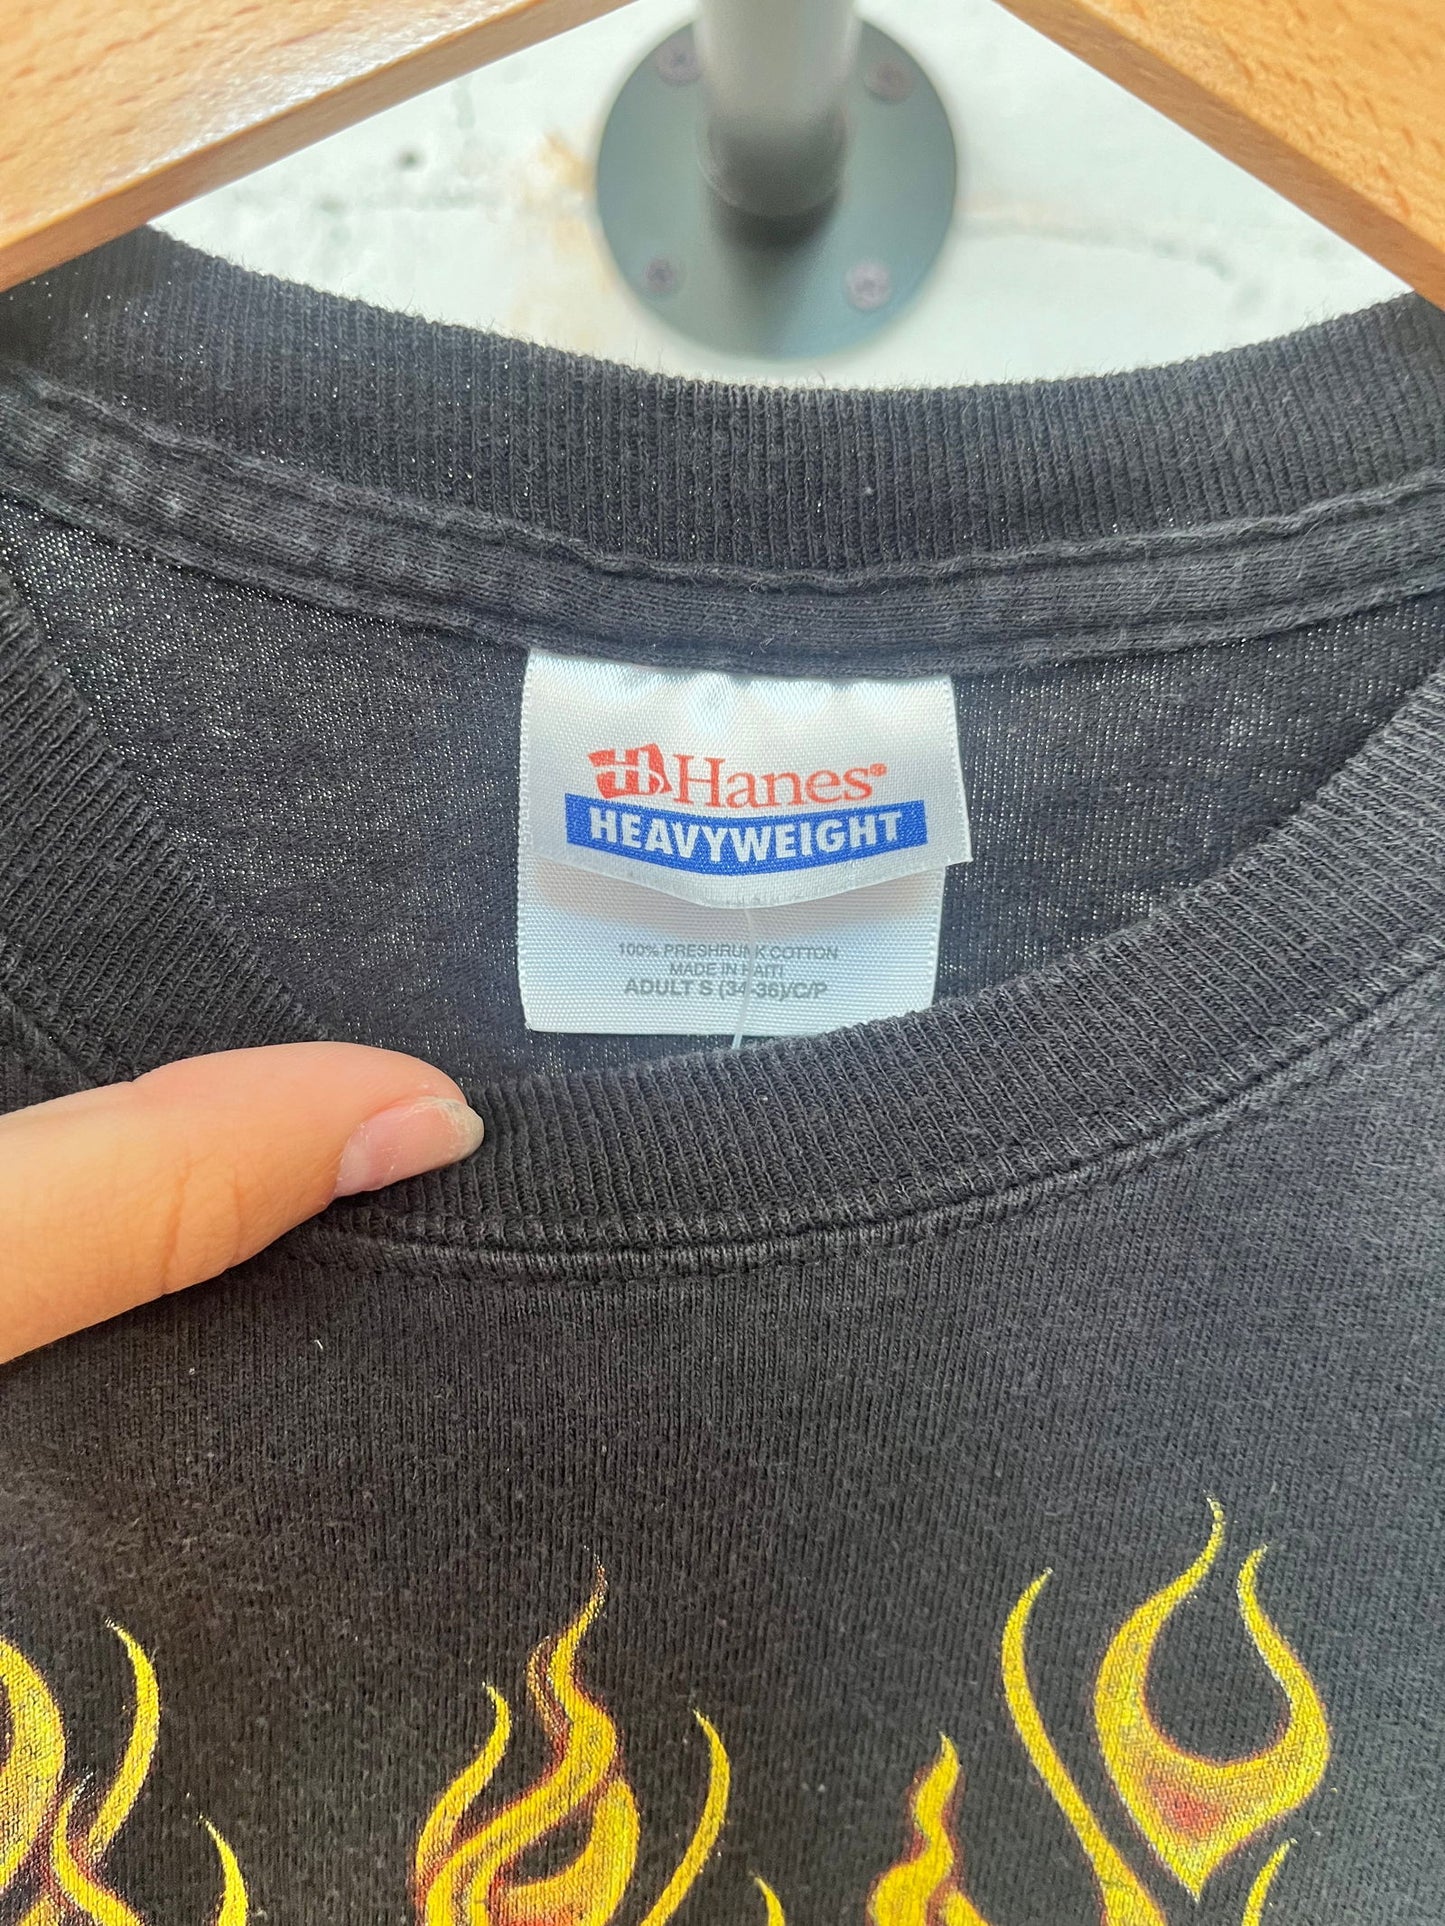 Hanes®
HEAVYWEIGHT
100% PRESHRUNK COTTON
MADE IN HAITI
ADULT S (34-36)/C/P